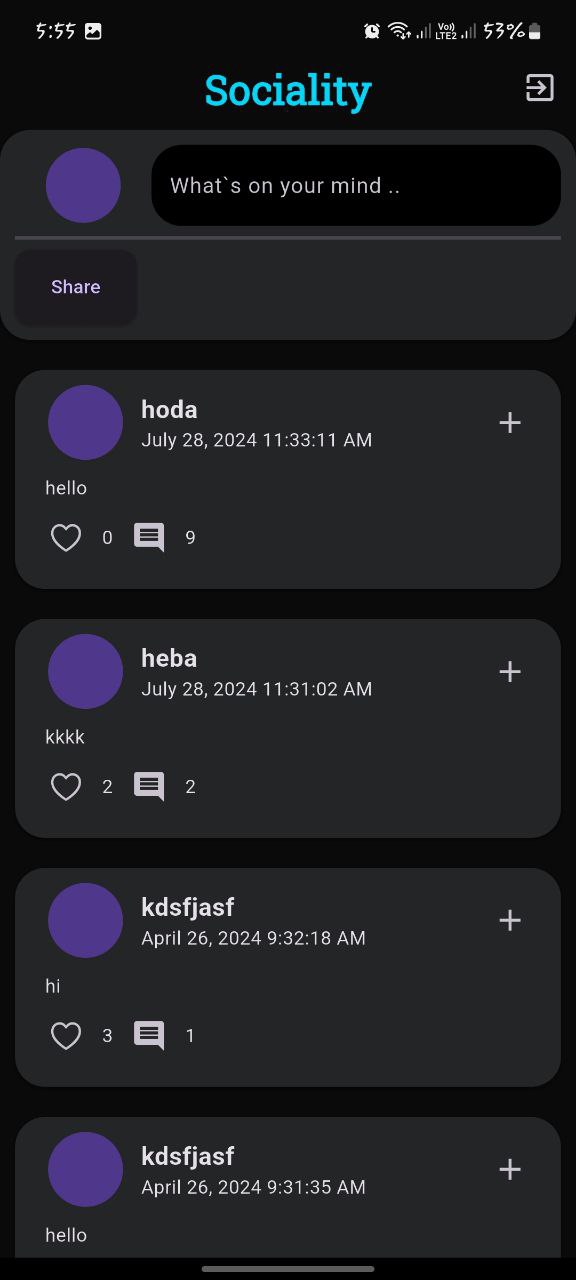 5:55 Vo)) LTE2 53%
Sociality
What`s on your mind ..
Share
hoda
July 28, 2024 11:33:11 AM
hello
0 9
heba
July 28, 2024 11:31:02 AM
kkkk
2 2
kdsfjasf
April 26, 2024 9:32:18 AM
hi
3 1
kdsfjasf
April 26, 2024 9:31:35 AM
hello